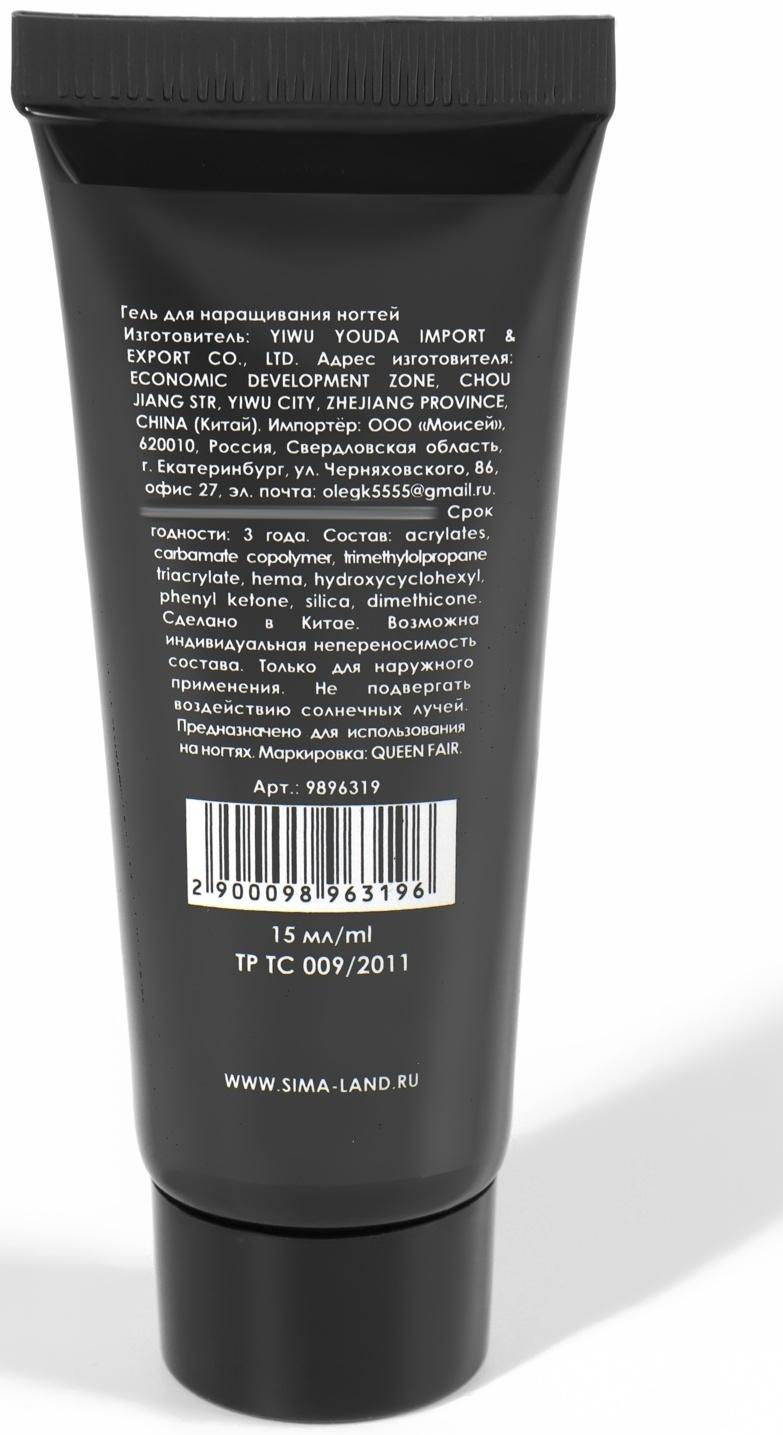 Гель для наращивания ногтей
Изготовитель: YIWU YOUDA IMPORT &
EXPORT CO., LTD. Адрес изготовителя:
ECONOMIC DEVELOPMENT ZONE, CHOU
JIANG STR, YIWU CITY, ZHEJIANG PROVINCE,
CHINA (Китай). Импортёр: ООО «Моисей»,
620010, Россия, Свердловская область,
г. Екатеринбург, ул. Черняховского, 86,
офис 27, эл. почта: olegk5555@gmail.ru.
Срок
годности: 3 года. Состав: acrylates,
carbamate copolymer, trimethylolpropane
triacrylate, hema, hydroxycyclohexyl,
phenyl ketone, silica, dimethicone.
Сделано в Китае. Возможна
индивидуальная непереносимость
состава. Только для наружного
применения. Не подвергать
воздействию солнечных лучей.
Предназначено для использования
на ногтях. Маркировка: QUEEN FAIR.
Арт.: 9896319
2 900098 963196
15 мл/ml
ТР ТС 009/2011
WWW.SIMA-LAND.RU